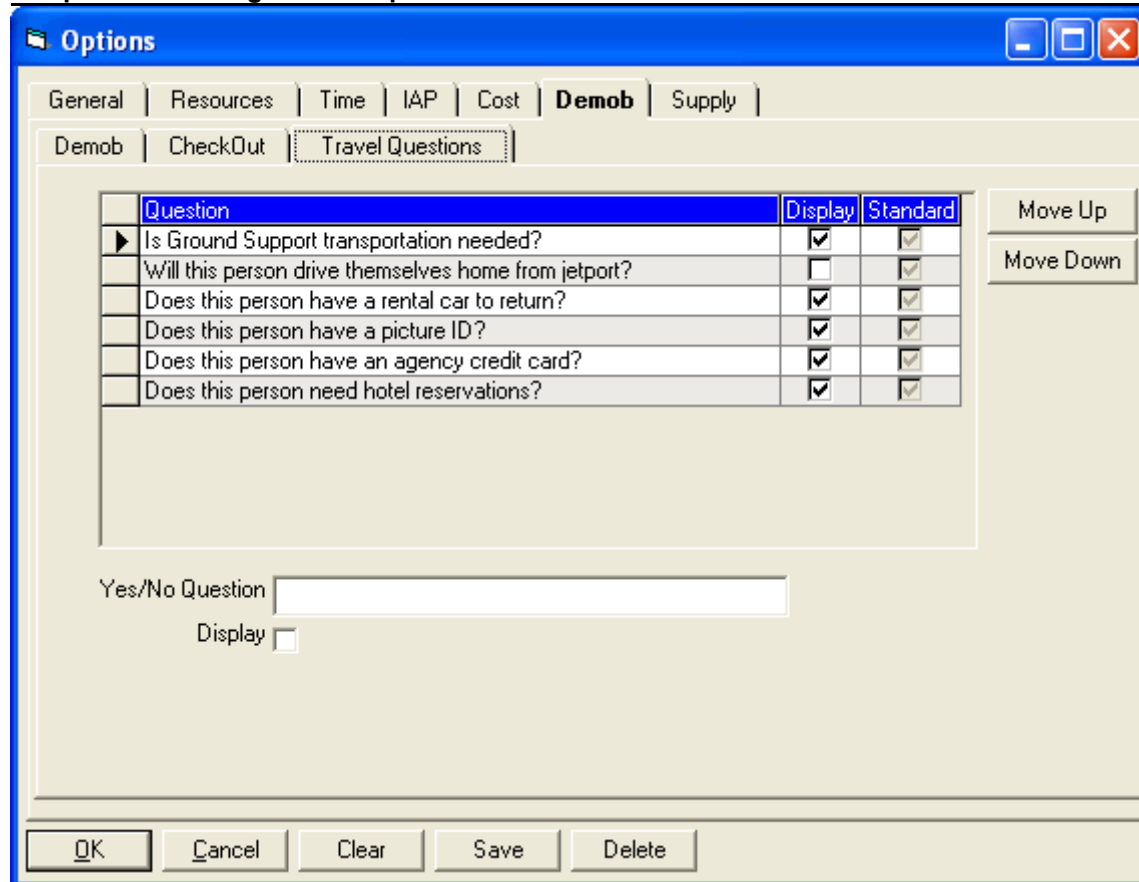 Options
General Resources Time IAP Cost Demob Supply
Demob CheckOut Travel Questions
Question Display Standard
Move Up
Is Ground Support transportation needed?
Will this person drive themselves home from jetport?
Move Down
Does this person have a rental car to return?
Does this person have a picture ID?
Does this person have an agency credit card?
Does this person need hotel reservations?
Yes/No Question
Display
OK Cancel Clear Save Delete